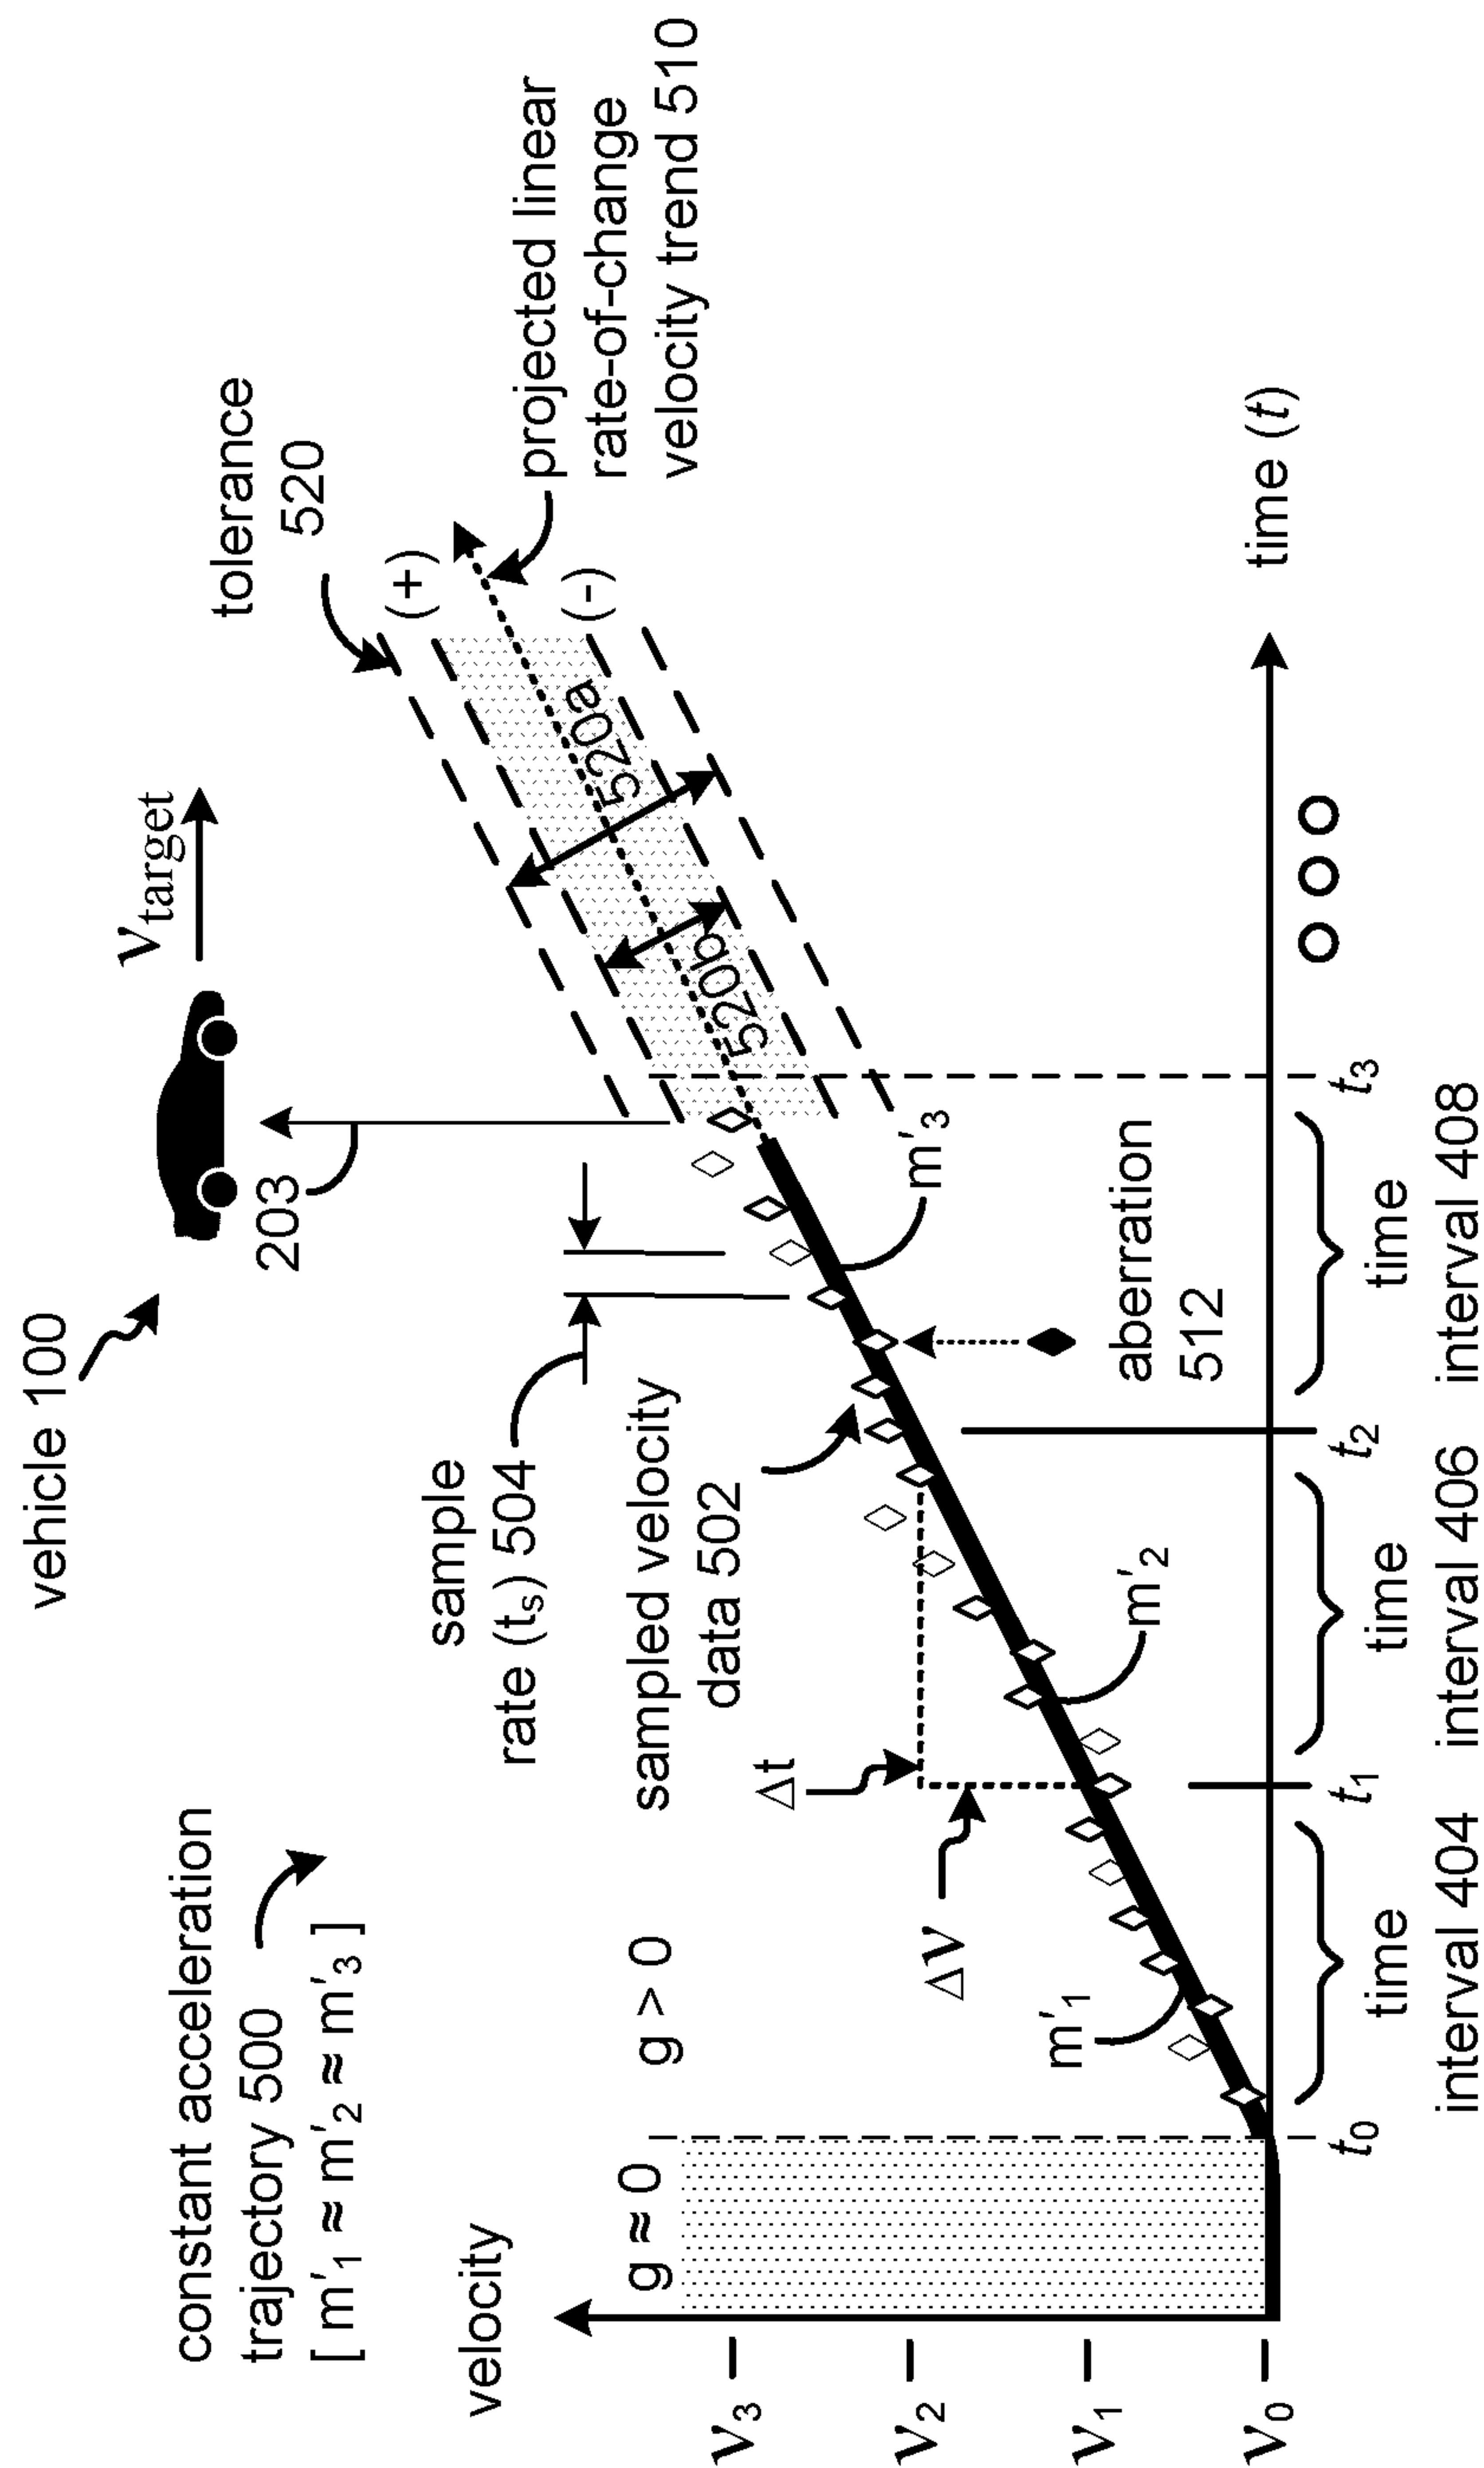 vehicle 100
constant acceleration
trajectory 500
[ m′1 ≈ m′2 ≈ m′3 ]
203
Vtarget
tolerance
520
(+)
(-)
projected linear
rate-of-change
velocity trend 510
sample
rate (ts) 504
sampled velocity
data 502
velocity
g ≈ 0
g > 0
Δt
Δv
520a
520b
m′1
m′2
m′3
aberration
512
v3
v2
v1
v0
t0
t1
t2
t3
time (t)
time
interval 404
time
interval 406
time
interval 408